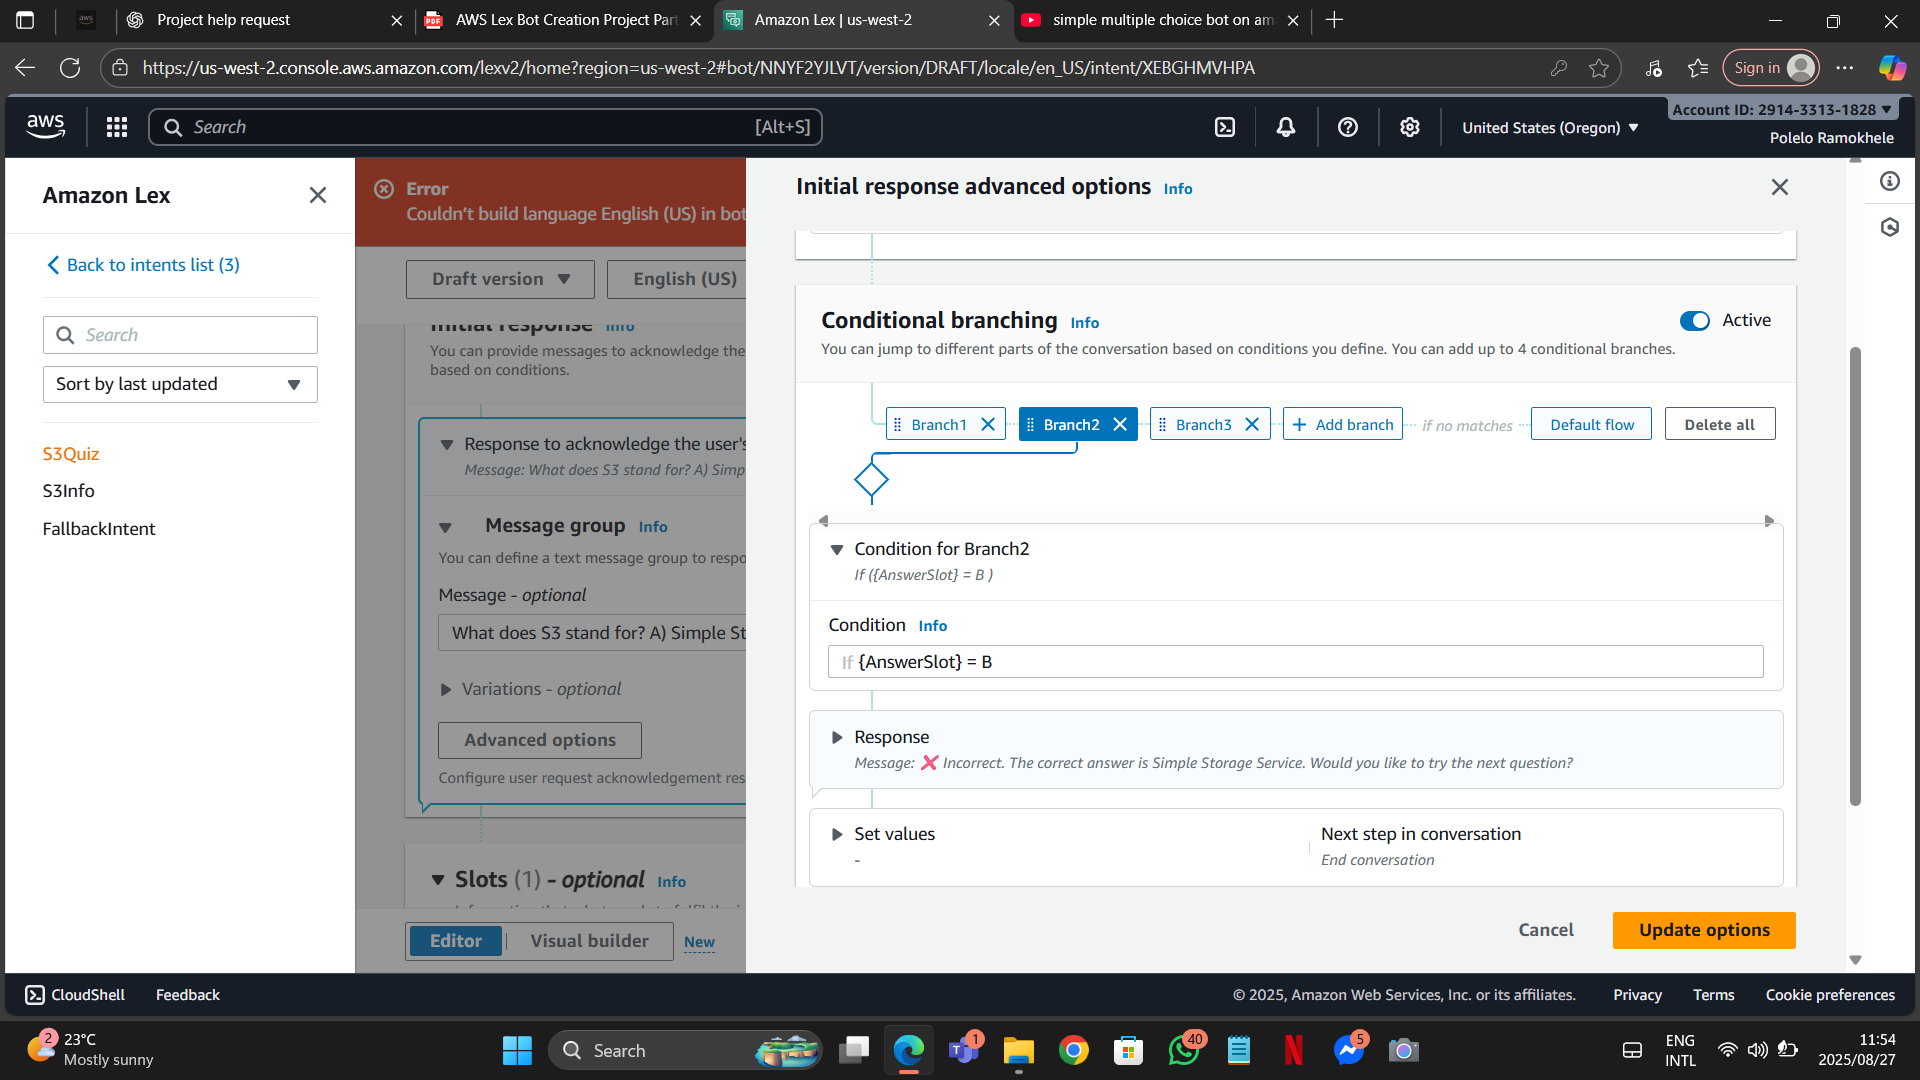 aws
Project help request
AWS Lex Bot Creation Project Part
Amazon Lex | us-west-2
simple multiple choice bot on am
https://us-west-2.console.aws.amazon.com/lexv2/home?region=us-west-2#bot/NNYF2YJLVT/version/DRAFT/locale/en_US/intent/XEBGHMVHPA
Sign in
aws
Search
[Alt+S]
United States (Oregon)
Account ID: 2914-3313-1828
Polelo Ramokhele
Amazon Lex
Back to intents list (3)
Search
Sort by last updated
S3Quiz
S3Info
FallbackIntent
Error
Couldn't build language English (US) in bot
Draft version
English (US)
Initial response Info
You can provide messages to acknowledge the
based on conditions.
Response to acknowledge the user's
Message: What does S3 stand for? A) Simp
Message group Info
You can define a text message group to respo
Message - optional
What does S3 stand for? A) Simple St
Variations - optional
Advanced options
Configure user request acknowledgement res
Slots (1) - optional Info
Editor
Visual builder
New
Initial response advanced options Info
Conditional branching Info
Active
You can jump to different parts of the conversation based on conditions you define. You can add up to 4 conditional branches.
Branch1
Branch2
Branch3
Add branch
if no matches
Default flow
Delete all
Condition for Branch2
If ({AnswerSlot} = B )
Condition Info
If {AnswerSlot} = B
Response
Message: ❌ Incorrect. The correct answer is Simple Storage Service. Would you like to try the next question?
Set values
-
Next step in conversation
End conversation
Cancel
Update options
CloudShell
Feedback
© 2025, Amazon Web Services, Inc. or its affiliates.
Privacy
Terms
Cookie preferences
2
23°C
Mostly sunny
Search
1
40
5
ENG
INTL
11:54
2025/08/27